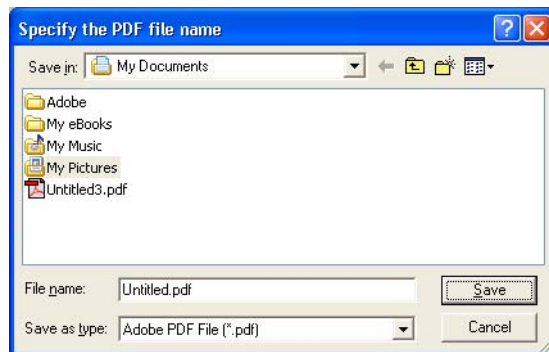 Specify the PDF file name
Save in: My Documents
Adobe
My eBooks
My Music
My Pictures
Untitled3.pdf
File name: Untitled.pdf Save
Save as type: Adobe PDF File (*.pdf) Cancel